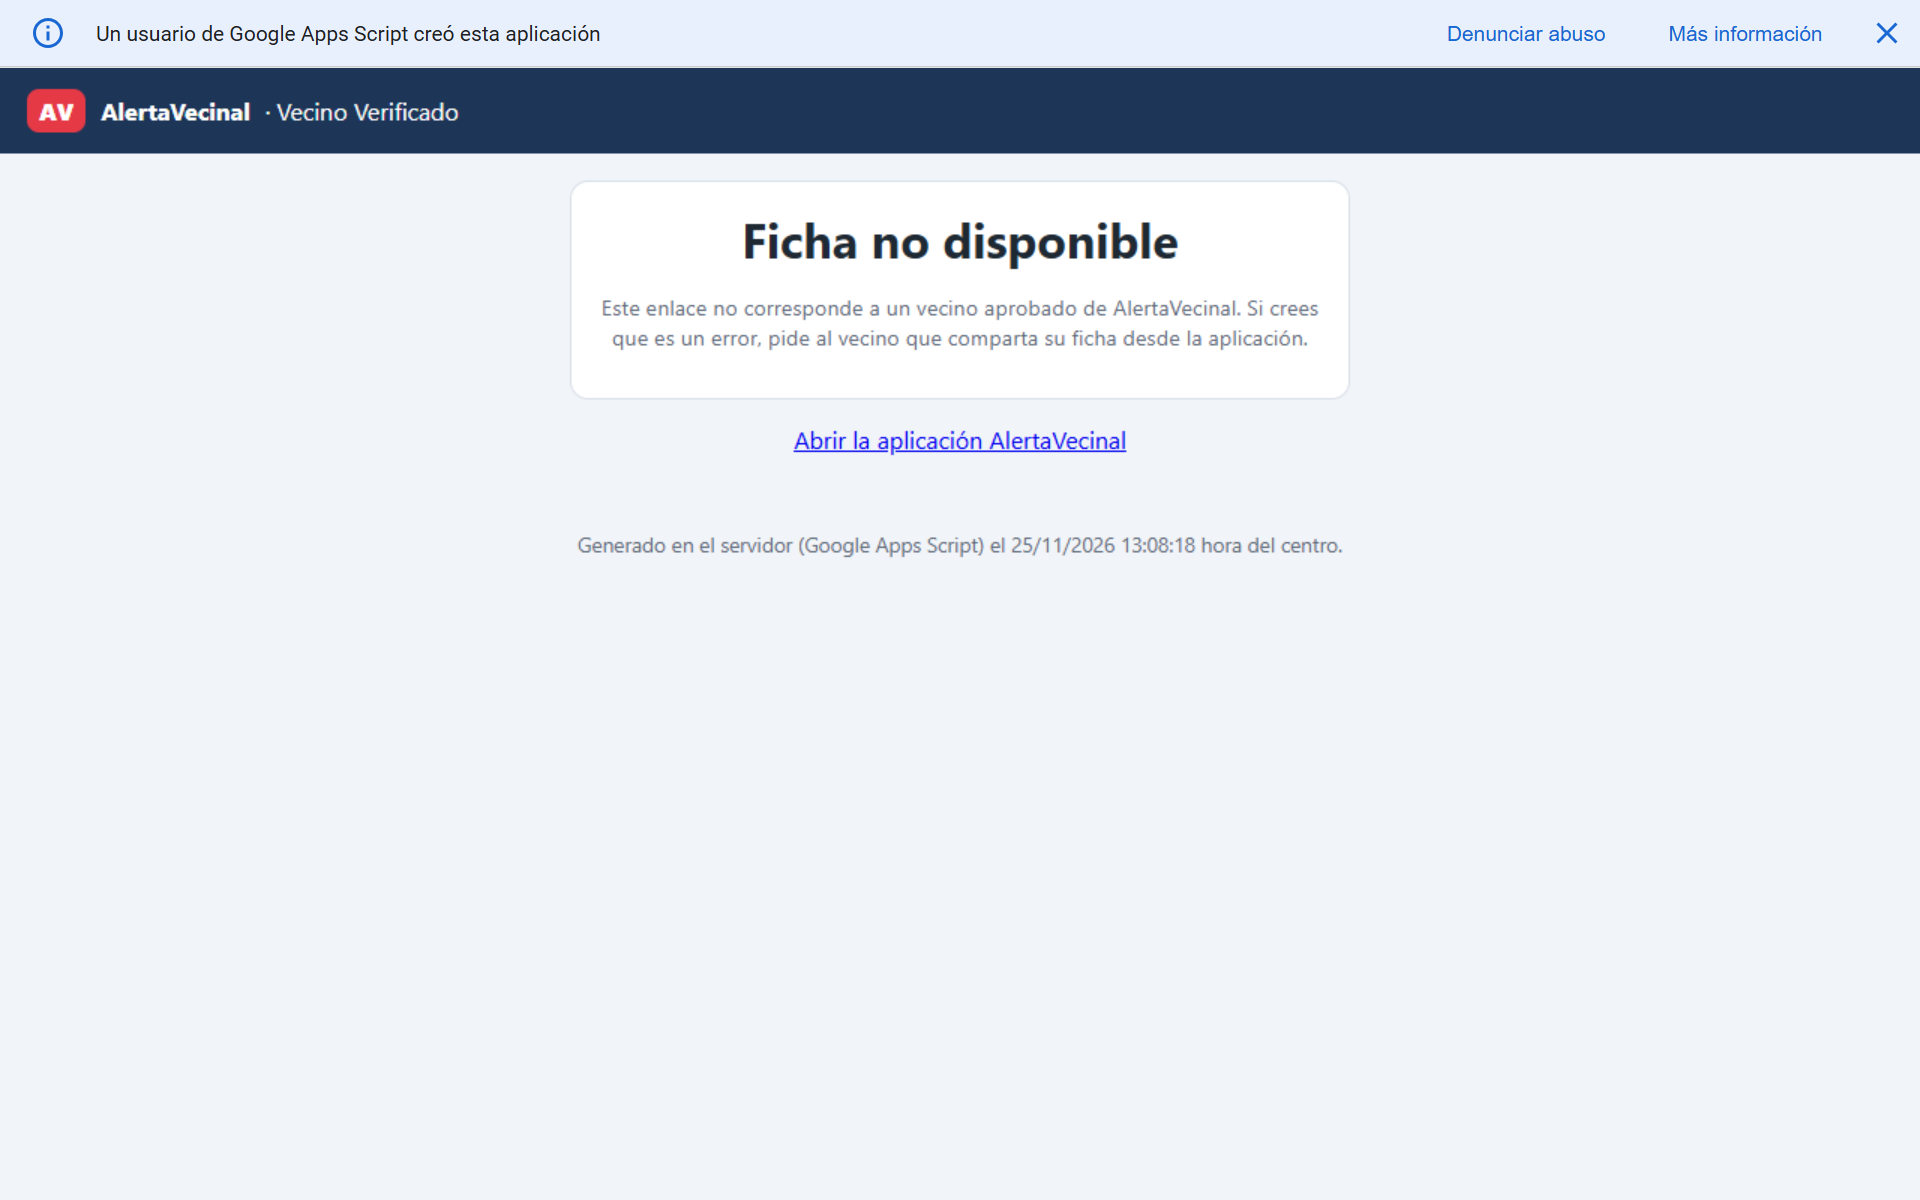 Un usuario de Google Apps Script creó esta aplicación
Denunciar abuso
Más información
AV AlertaVecinal · Vecino Verificado
Ficha no disponible
Este enlace no corresponde a un vecino aprobado de AlertaVecinal. Si crees
que es un error, pide al vecino que comparta su ficha desde la aplicación.
Abrir la aplicación AlertaVecinal
Generado en el servidor (Google Apps Script) el 25/11/2026 13:08:18 hora del centro.